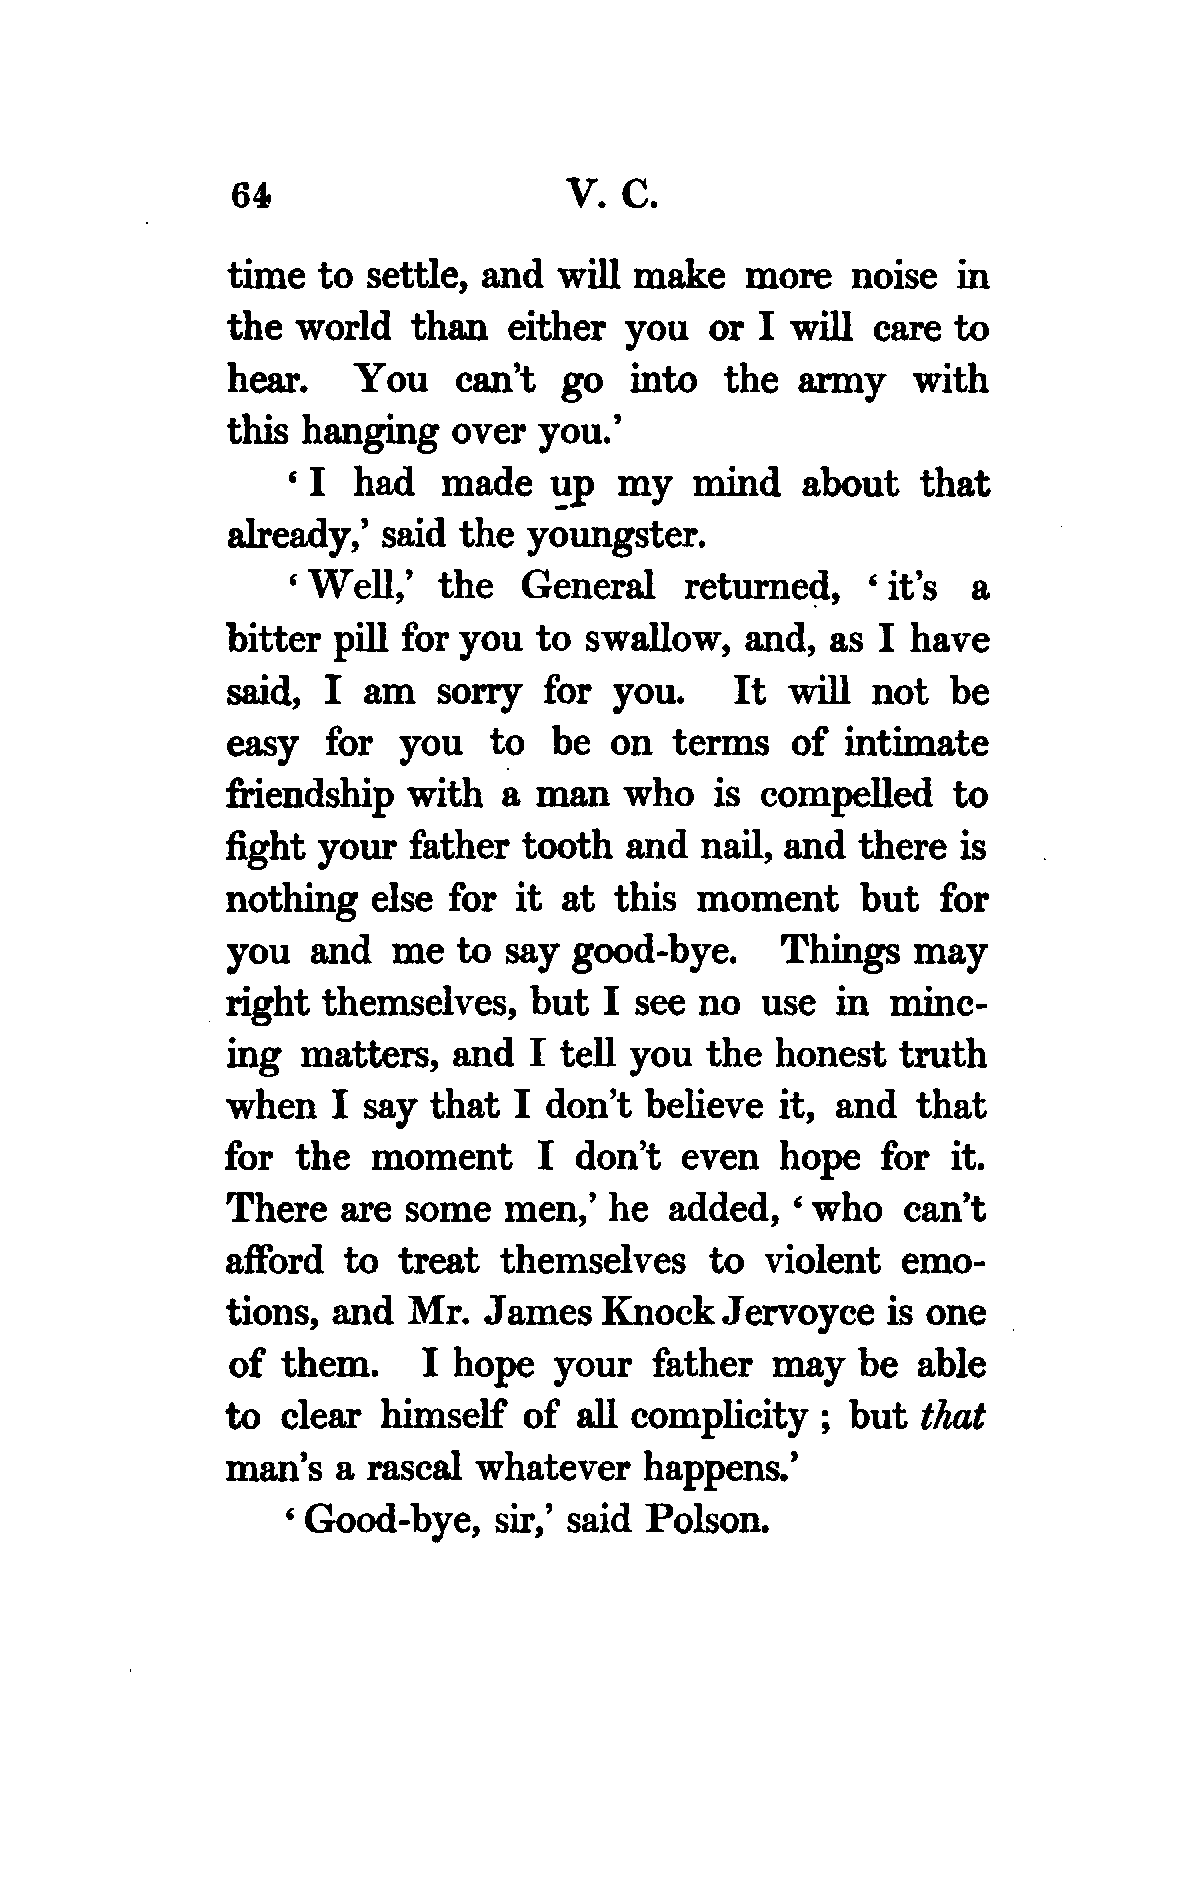 64 V. C.
time to settle, and will make more noise in
the world than either you or I will care to
hear. You can't go into the army with
this hanging over you.'
‘I had made up my mind about that
already,’ said the youngster.
‘Well,’ the General returned, ‘it's a
bitter pill for you to swallow, and, as I have
said, I am sorry for you. It will not be
easy for you to be on terms of intimate
friendship with a man who is compelled to
fight your father tooth and nail, and there is
nothing else for it at this moment but for
you and me to say good-bye. Things may
right themselves, but I see no use in minc-
ing matters, and I tell you the honest truth
when I say that I don't believe it, and that
for the moment I don't even hope for it.
There are some men,’ he added, ‘who can't
afford to treat themselves to violent emo-
tions, and Mr. James Knock Jervoyce is one
of them. I hope your father may be able
to clear himself of all complicity ; but that
man's a rascal whatever happens.’
‘Good-bye, sir,’ said Polson.